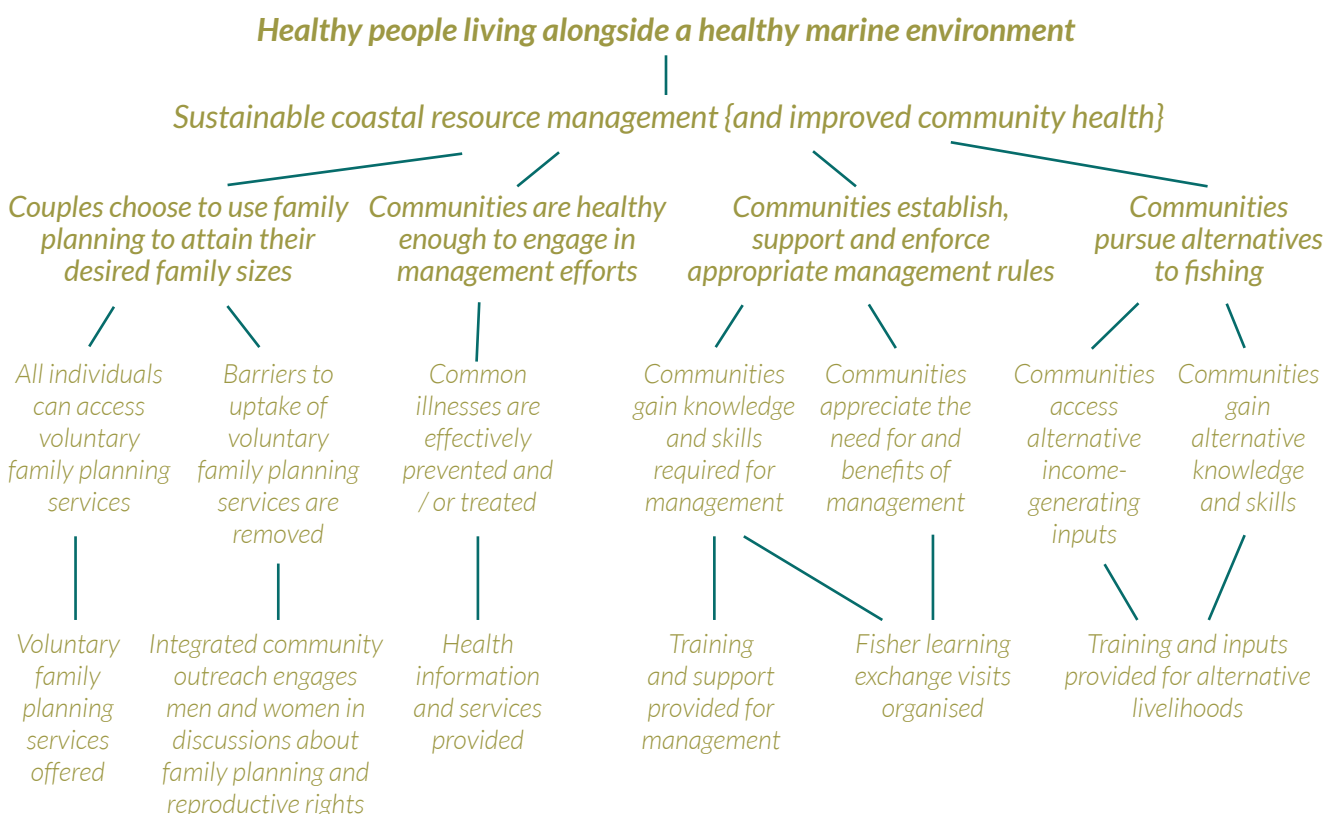 Healthy people living alongside a healthy marine environment
Sustainable coastal resource management {and improved community health}
Couples choose to use family
planning to attain their
desired family sizes
Communities are healthy
enough to engage in
management efforts
Communities establish,
support and enforce
appropriate management rules
Communities
pursue alternatives
to fishing
All individuals
can access
voluntary
family planning
services
Barriers to
uptake of
voluntary
family planning
services are
removed
Common
illnesses are
effectively
prevented and
/ or treated
Communities
gain knowledge
and skills
required for
management
Communities
appreciate the
need for and
benefits of
management
Communities
access
alternative
income-
generating
inputs
Communities
gain
alternative
knowledge
and skills
Voluntary
family
planning
services
offered
Integrated community
outreach engages
men and women in
discussions about
family planning and
reproductive rights
Health
information
and services
provided
Training
and support
provided for
management
Fisher learning
exchange visits
organised
Training and inputs
provided for alternative
livelihoods